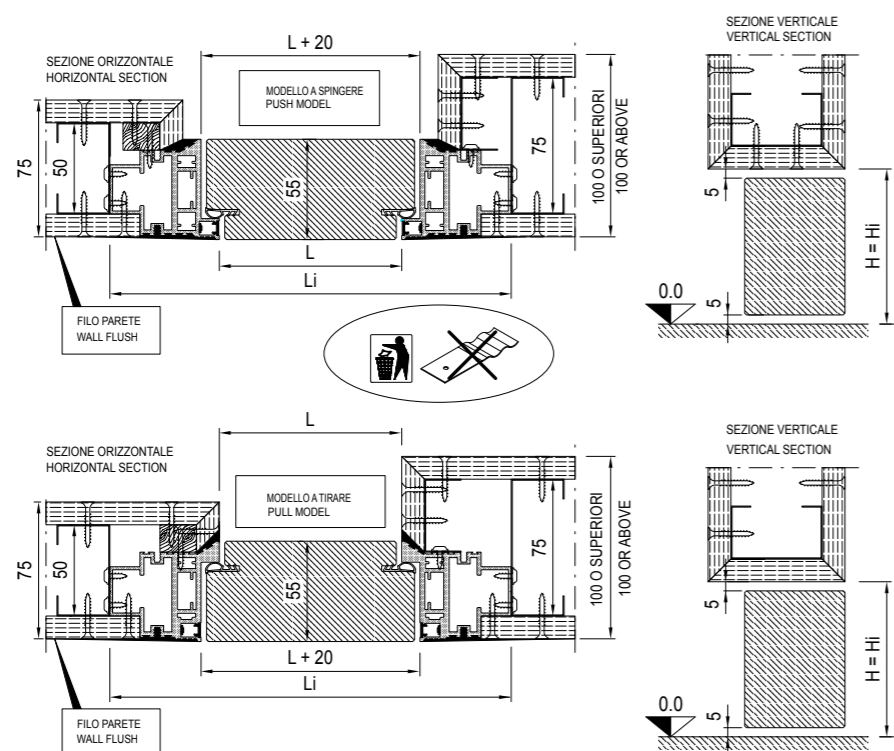 SEZIONE ORIZZONTALE
HORIZONTAL SECTION
L + 20
MODELLO A SPINGERE
PUSH MODEL
75
50
55
75
100 O SUPERIORI
100 OR ABOVE
L
Li
FILO PARETE
WALL FLUSH
SEZIONE VERTICALE
VERTICAL SECTION
5
H = Hi
0.0
5
SEZIONE ORIZZONTALE
HORIZONTAL SECTION
L
MODELLO A TIRARE
PULL MODEL
75
50
55
75
100 O SUPERIORI
100 OR ABOVE
L + 20
Li
FILO PARETE
WALL FLUSH
SEZIONE VERTICALE
VERTICAL SECTION
5
H = Hi
0.0
5